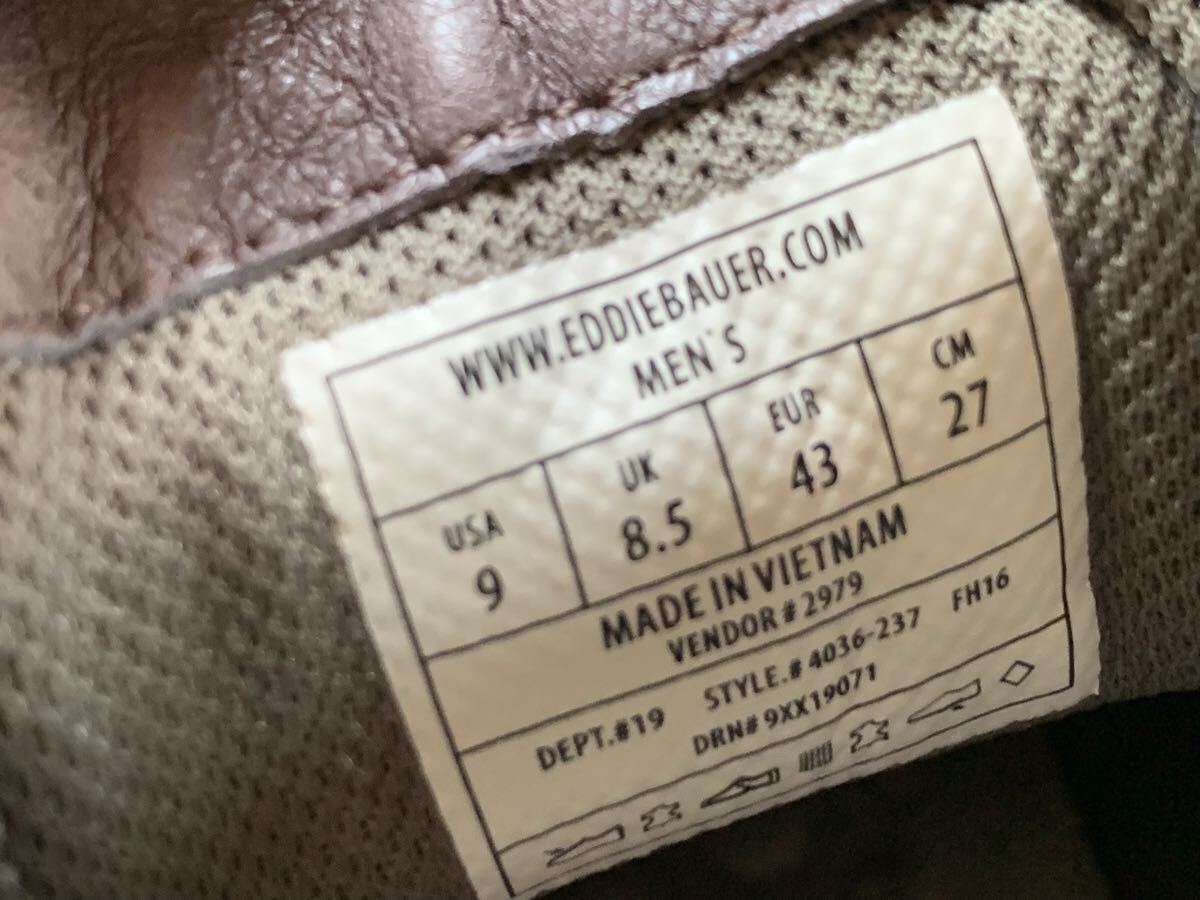 WWW.EDDIEBAUER.COM
MEN`S
USA UK EUR CM
9 8.5 43 27
MADE IN VIETNAM
VENDOR # 2979
DEPT.#19 STYLE.# 4036-237 FH16
DRN# 9XX19071